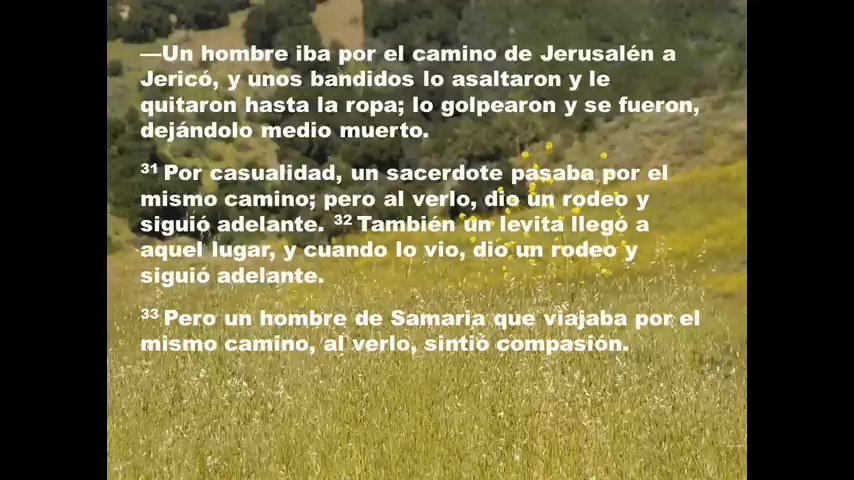 —Un hombre iba por el camino de Jerusalén a
Jericó, y unos bandidos lo asaltaron y le
quitaron hasta la ropa; lo golpearon y se fueron,
dejándolo medio muerto.
31 Por casualidad, un sacerdote pasaba por el
mismo camino; pero al verlo, dio un rodeo y
siguió adelante. 32 También un levita llegó a
aquel lugar, y cuando lo vio, dio un rodeo y
siguió adelante.
33 Pero un hombre de Samaria que viajaba por el
mismo camino, al verlo, sintió compasión.